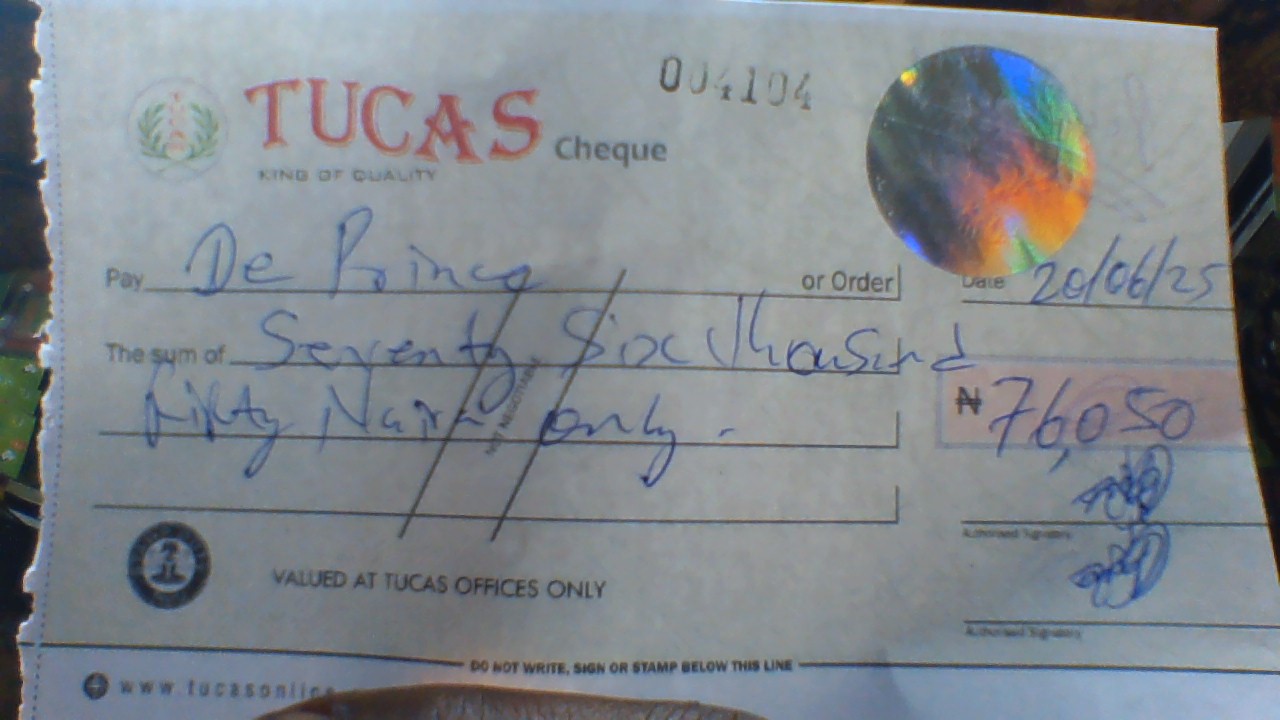 004104
TUCAS Cheque
KING OF QUALITY
Pay De Prince or Order
Date 20/06/25
The sum of Seventy Six Thousand
Fifty Naira only.
₦ 76,050
NOT NEGOTIABLE
Authorised Signatory
VALUED AT TUCAS OFFICES ONLY
Authorised Signatory
DO NOT WRITE, SIGN OR STAMP BELOW THIS LINE